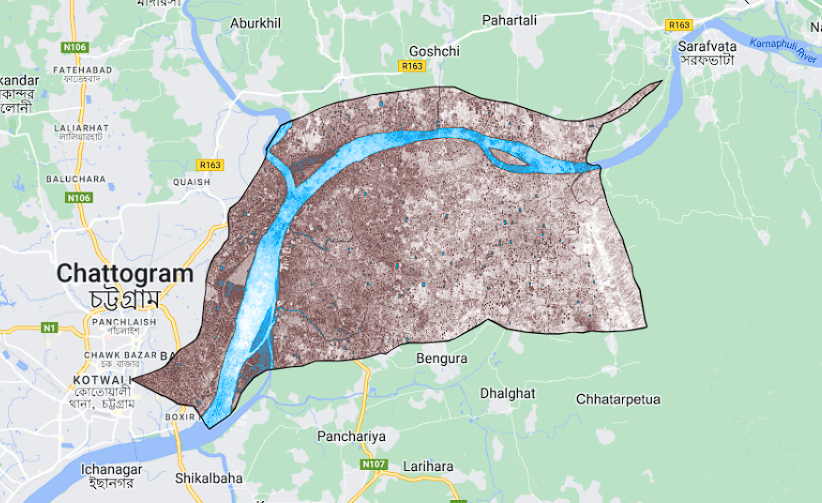 Aburkhil
Pahartali
R163
Sarafvata
সরফভাটা
Karnaphuli River
N106
Goshchi
R163
FATEHABAD
ফাতেহাবাদ
LALIARHAT
লালিয়ারহাট
BALUCHARA
N106
R163
QUAISH
Chattogram
চট্টগ্রাম
PANCHLAISH
পাঁচলাইশ
N1
CHAWK BAZAR
চক বাজার
KOTWALI
কোতোয়ালী
থানা, চট্টগ্রাম
Bengura
Dhalghat
Chhatarpetua
Panchariya
N107
Larihara
Ichanagar
ইছানগর
Shikalbaha